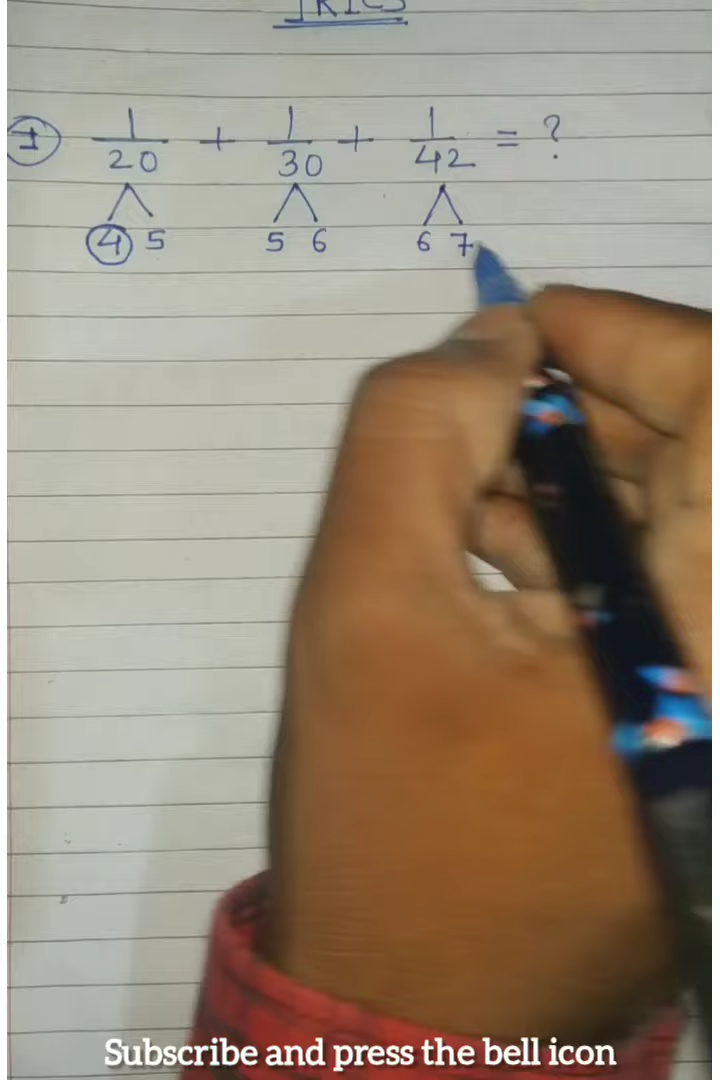 TRICS
1 1/20 + 1/30 + 1/42 = ?
4 5 5 6 6 7
Subscribe and press the bell icon